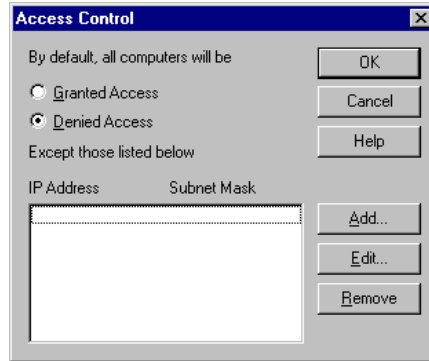 Access Control
By default, all computers will be
Granted Access
Denied Access
Except those listed below
IP Address Subnet Mask
OK
Cancel
Help
Add...
Edit...
Remove